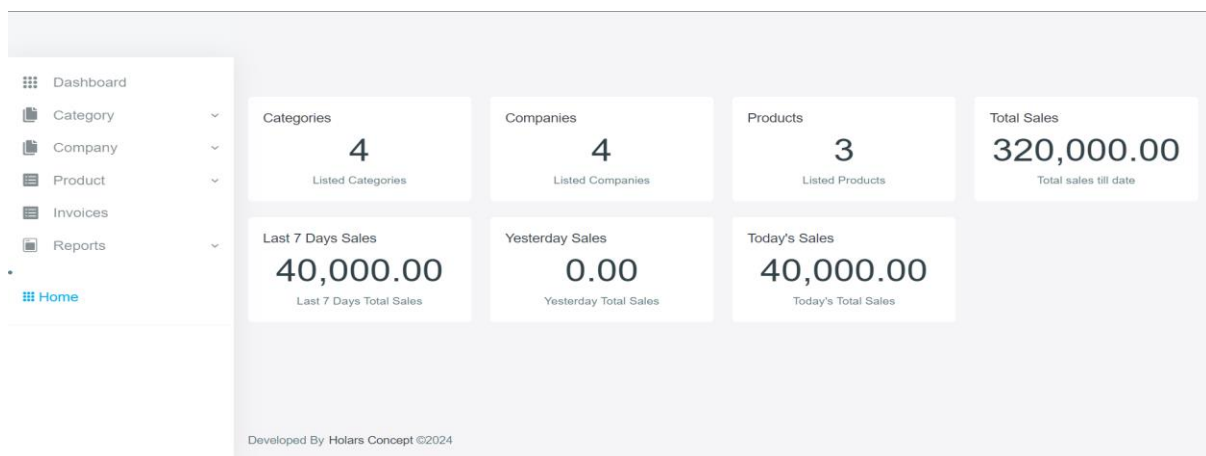 Dashboard
Category
Company
Product
Invoices
Reports
Home
Categories
4
Listed Categories
Companies
4
Listed Companies
Products
3
Listed Products
Total Sales
320,000.00
Total sales till date
Last 7 Days Sales
40,000.00
Last 7 Days Total Sales
Yesterday Sales
0.00
Yesterday Total Sales
Today's Sales
40,000.00
Today's Total Sales
Developed By Holars Concept ©2024